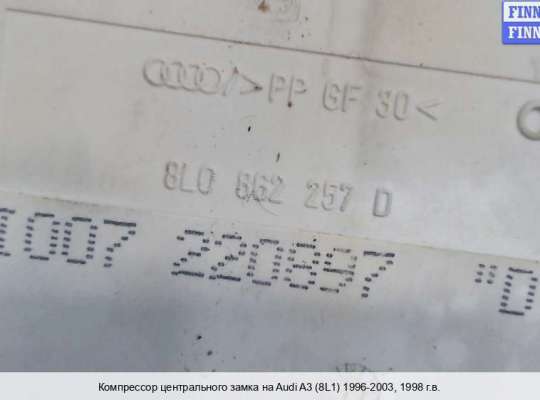 FINN
FINN
>PP GF 30<
8L0 862 257 D
1007 220897 "D
Компрессор центрального замка на Audi A3 (8L1) 1996-2003, 1998 г.в.